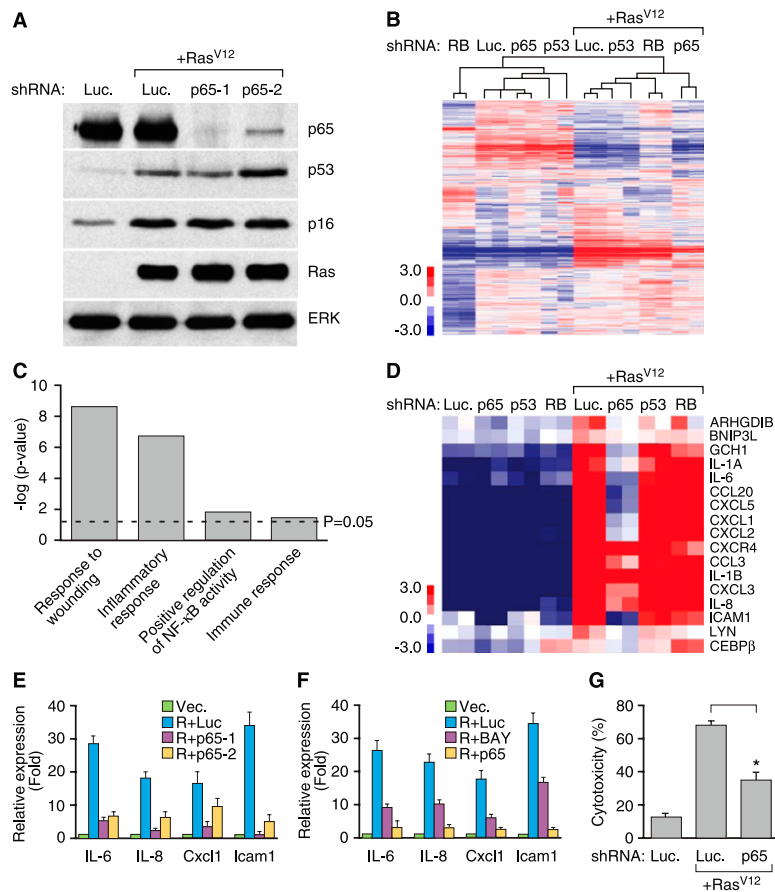 A
+Ras^V12
shRNA: Luc. Luc. p65-1 p65-2
p65
p53
p16
Ras
ERK
B
+Ras^V12
shRNA: RB Luc. p65 p53 Luc. p53 RB p65
3.0
0.0
-3.0
C
-log (p-value)
10
8
6
4
2
0
P=0.05
Response to wounding
Inflammatory response
Positive regulation of NF-κB activity
Immune response
D
+Ras^V12
shRNA: Luc. p65 p53 RB Luc. p65 p53 RB
ARHGDIB
BNIP3L
GCH1
IL-1A
IL-6
CCL20
CXCL5
CXCL1
CXCL2
CXCR4
CCL3
IL-1B
CXCL3
IL-8
ICAM1
LYN
CEBPβ
3.0
0.0
-3.0
E
Relative expression (Fold)
40
30
20
10
0
Vec.
R+Luc
R+p65-1
R+p65-2
IL-6 IL-8 Cxcl1 Icam1
F
Relative expression (Fold)
40
30
20
10
0
Vec.
R+Luc
R+BAY
R+p65
IL-6 IL-8 Cxcl1 Icam1
G
Cytotoxicity (%)
80
60
40
20
0
*
shRNA: Luc. Luc. p65
+Ras^V12